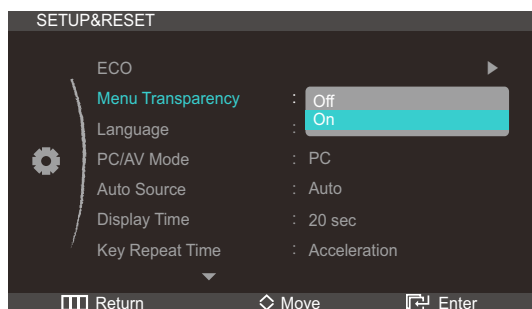 SETUP&RESET
ECO
Menu Transparency : Off
On
Language :
PC/AV Mode : PC
Auto Source : Auto
Display Time : 20 sec
Key Repeat Time : Acceleration
Return Move Enter